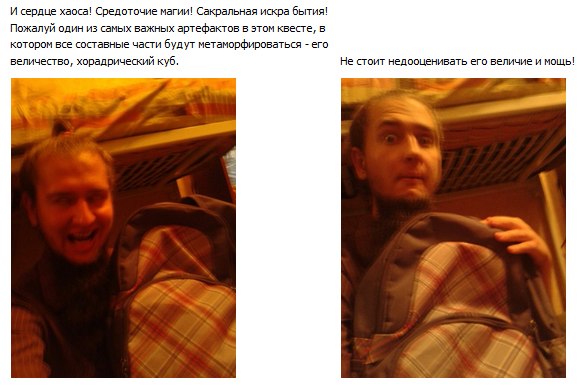 И сердце хаоса! Средоточие магии! Сакральная искра бытия!
Пожалуй один из самых важных артефактов в этом квесте, в
котором все составные части будут метаморфироваться - его
величество, хорадрический куб.
Не стоит недооценивать его величие и мощь!